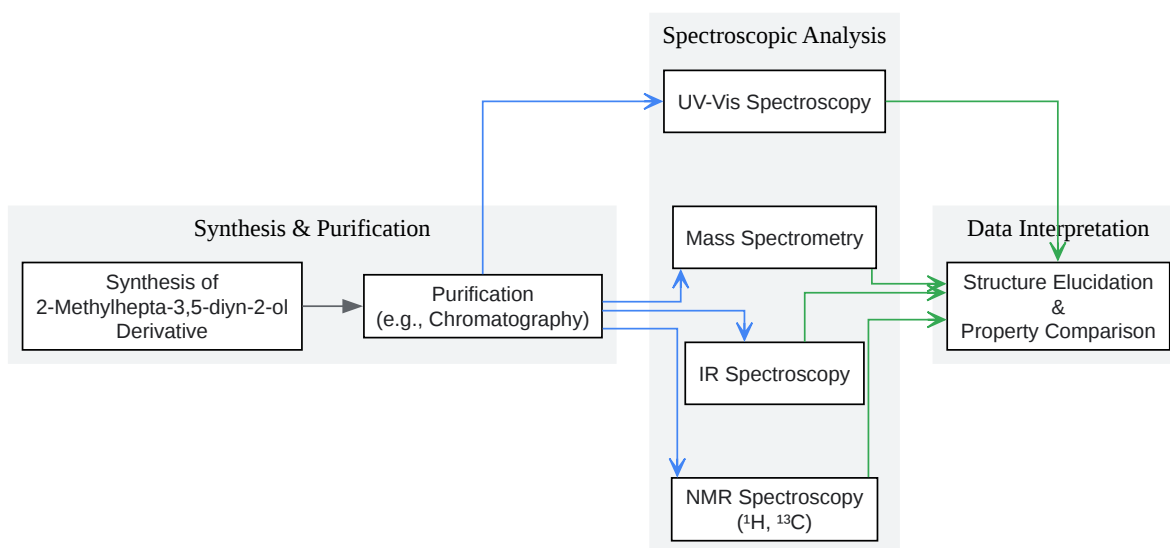 Spectroscopic Analysis
UV-Vis Spectroscopy
Synthesis & Purification
Synthesis of
2-Methylhepta-3,5-diyn-2-ol
Derivative
Purification
(e.g., Chromatography)
Mass Spectrometry
IR Spectroscopy
NMR Spectroscopy
(¹H, ¹³C)
Data Interpretation
Structure Elucidation
&
Property Comparison